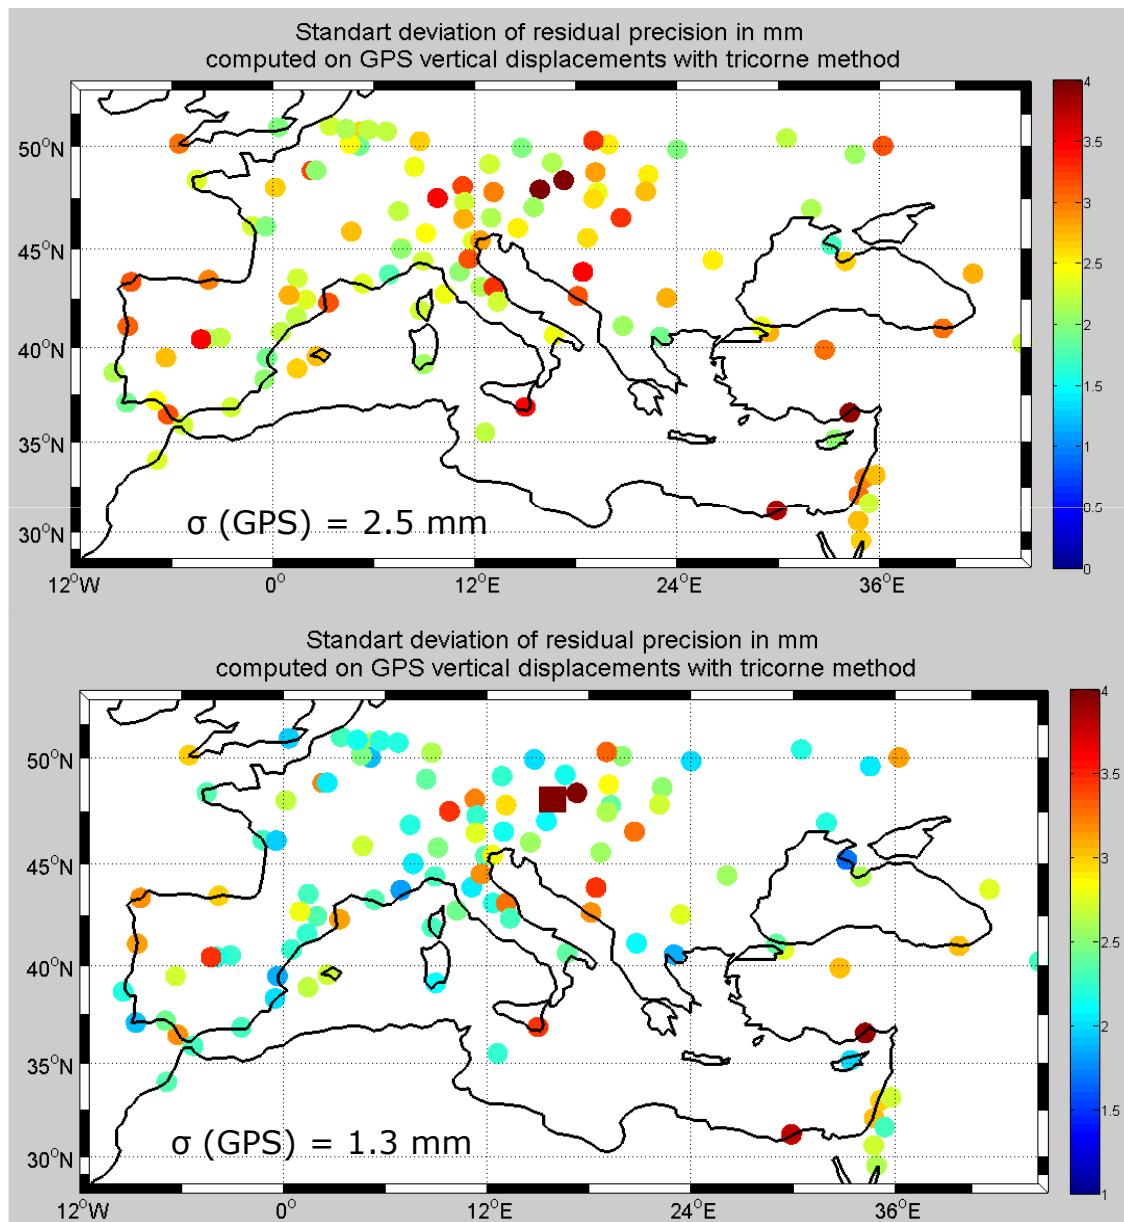 Standart deviation of residual precision in mm
computed on GPS vertical displacements with tricorne method
50°N
45°N
40°N
35°N
30°N
12°W
0°
12°E
24°E
36°E
4
3.5
3
2.5
2
1.5
1
0.5
0
σ (GPS) = 2.5 mm
Standart deviation of residual precision in mm
computed on GPS vertical displacements with tricorne method
50°N
45°N
40°N
35°N
30°N
12°W
0°
12°E
24°E
36°E
4
3.5
3
2.5
2
1.5
1
σ (GPS) = 1.3 mm